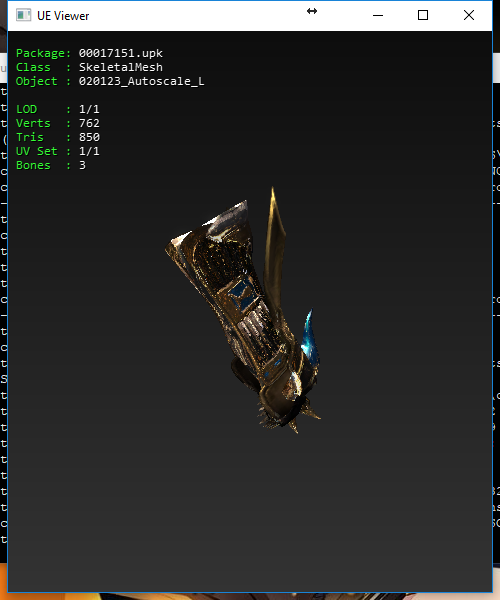 UE Viewer
Package: 00017151.upk
Class : SkeletalMesh
Object : 020123_Autoscale_L
LOD : 1/1
Verts : 762
Tris : 850
UV Set : 1/1
Bones : 3